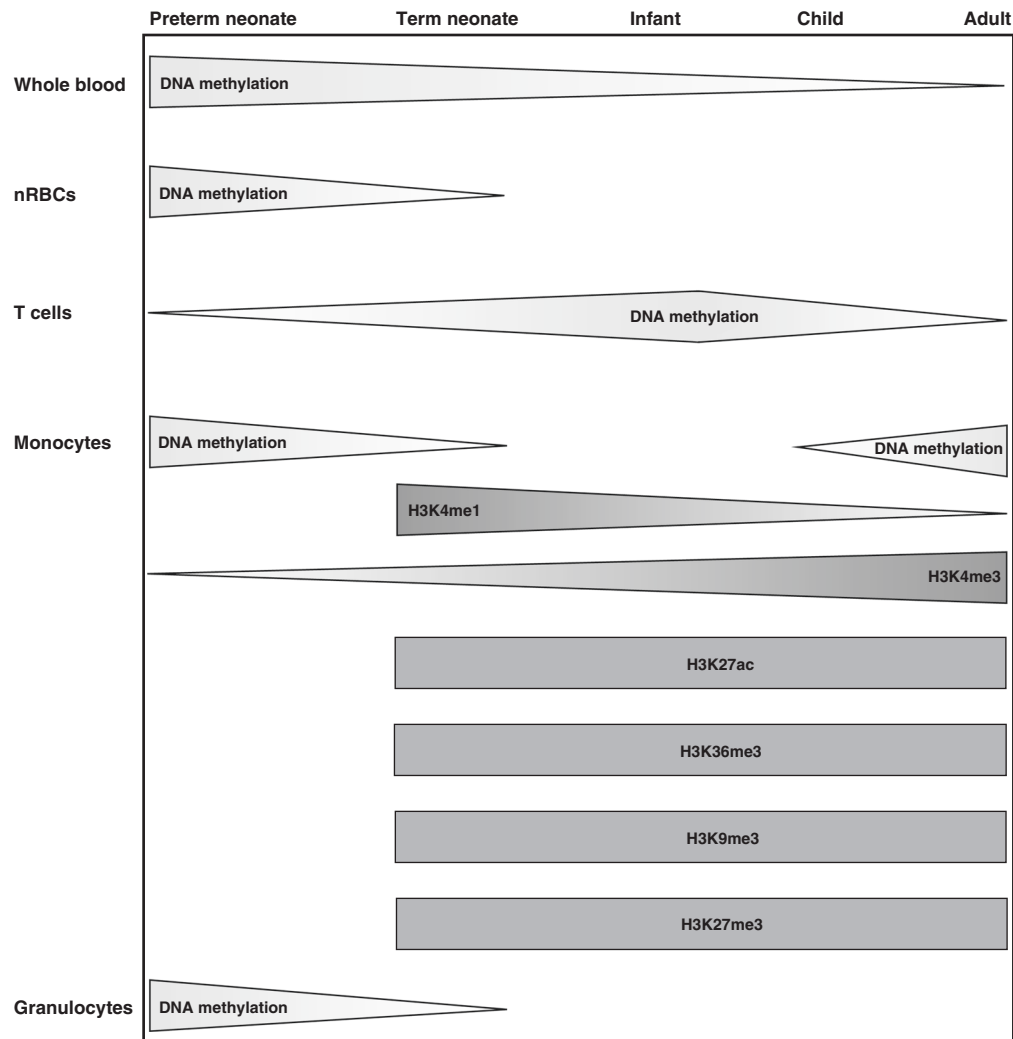 Preterm neonate Term neonate Infant Child Adult
Whole blood DNA methylation
nRBCs DNA methylation
T cells DNA methylation
Monocytes DNA methylation DNA methylation
H3K4me1
H3K4me3
H3K27ac
H3K36me3
H3K9me3
H3K27me3
Granulocytes DNA methylation